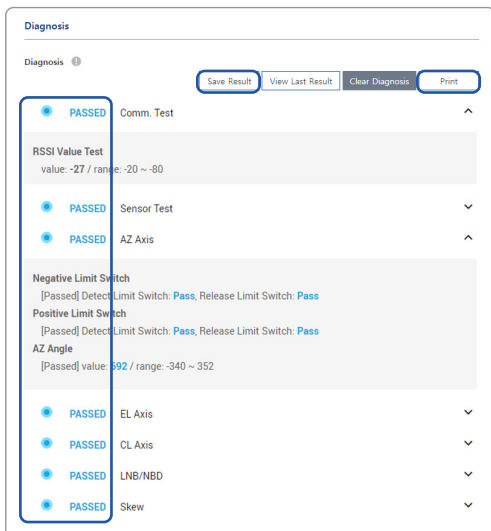 Diagnosis
Diagnosis !
Save Result View Last Result Clear Diagnosis Print
PASSED Comm. Test
RSSI Value Test
value: -27 / range: -20 ~ -80
PASSED Sensor Test
PASSED AZ Axis
Negative Limit Switch
[Passed] Detect Limit Switch: Pass, Release Limit Switch: Pass
Positive Limit Switch
[Passed] Detect Limit Switch: Pass, Release Limit Switch: Pass
AZ Angle
[Passed] value: 692 / range: -340 ~ 352
PASSED EL Axis
PASSED CL Axis
PASSED LNB/NBD
PASSED Skew